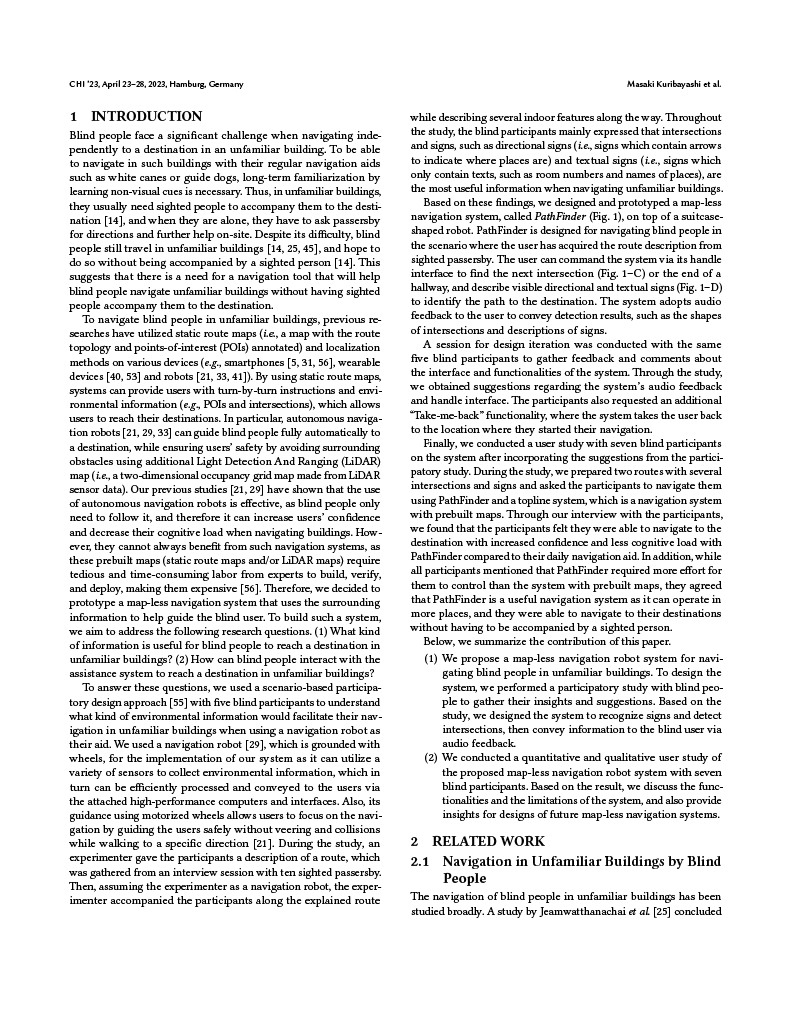 CHI '23, April 23–28, 2023, Hamburg, Germany
Masaki Kuribayashi et al.
1 INTRODUCTION
Blind people face a significant challenge when navigating inde-
pendently to a destination in an unfamiliar building. To be able
to navigate in such buildings with their regular navigation aids
such as white canes or guide dogs, long-term familiarization by
learning non-visual cues is necessary. Thus, in unfamiliar buildings,
they usually need sighted people to accompany them to the desti-
nation [14], and when they are alone, they have to ask passersby
for directions and further help on-site. Despite its difficulty, blind
people still travel in unfamiliar buildings [14, 25, 45], and hope to
do so without being accompanied by a sighted person [14]. This
suggests that there is a need for a navigation tool that will help
blind people navigate unfamiliar buildings without having sighted
people accompany them to the destination.
To navigate blind people in unfamiliar buildings, previous re-
searches have utilized static route maps (i.e., a map with the route
topology and points-of-interest (POIs) annotated) and localization
methods on various devices (e.g., smartphones [5, 31, 56], wearable
devices [40, 53] and robots [21, 33, 41]). By using static route maps,
systems can provide users with turn-by-turn instructions and envi-
ronmental information (e.g., POIs and intersections), which allows
users to reach their destinations. In particular, autonomous naviga-
tion robots [21, 29, 33] can guide blind people fully automatically to
a destination, while ensuring users' safety by avoiding surrounding
obstacles using additional Light Detection And Ranging (LiDAR)
map (i.e., a two-dimensional occupancy grid map made from LiDAR
sensor data). Our previous studies [21, 29] have shown that the use
of autonomous navigation robots is effective, as blind people only
need to follow it, and therefore it can increase users' confidence
and decrease their cognitive load when navigating buildings. How-
ever, they cannot always benefit from such navigation systems, as
these prebuilt maps (static route maps and/or LiDAR maps) require
tedious and time-consuming labor from experts to build, verify,
and deploy, making them expensive [56]. Therefore, we decided to
prototype a map-less navigation system that uses the surrounding
information to help guide the blind user. To build such a system,
we aim to address the following research questions. (1) What kind
of information is useful for blind people to reach a destination in
unfamiliar buildings? (2) How can blind people interact with the
assistance system to reach a destination in unfamiliar buildings?
To answer these questions, we used a scenario-based participa-
tory design approach [55] with five blind participants to understand
what kind of environmental information would facilitate their nav-
igation in unfamiliar buildings when using a navigation robot as
their aid. We used a navigation robot [29], which is grounded with
wheels, for the implementation of our system as it can utilize a
variety of sensors to collect environmental information, which in
turn can be efficiently processed and conveyed to the users via
the attached high-performance computers and interfaces. Also, its
guidance using motorized wheels allows users to focus on the navi-
gation by guiding the users safely without veering and collisions
while walking to a specific direction [21]. During the study, an
experimenter gave the participants a description of a route, which
was gathered from an interview session with ten sighted passersby.
Then, assuming the experimenter as a navigation robot, the exper-
imenter accompanied the participants along the explained route
while describing several indoor features along the way. Throughout
the study, the blind participants mainly expressed that intersections
and signs, such as directional signs (i.e., signs which contain arrows
to indicate where places are) and textual signs (i.e., signs which
only contain texts, such as room numbers and names of places), are
the most useful information when navigating unfamiliar buildings.
Based on these findings, we designed and prototyped a map-less
navigation system, called PathFinder (Fig. 1), on top of a suitcase-
shaped robot. PathFinder is designed for navigating blind people in
the scenario where the user has acquired the route description from
sighted passersby. The user can command the system via its handle
interface to find the next intersection (Fig. 1–C) or the end of a
hallway, and describe visible directional and textual signs (Fig. 1–D)
to identify the path to the destination. The system adopts audio
feedback to the user to convey detection results, such as the shapes
of intersections and descriptions of signs.
A session for design iteration was conducted with the same
five blind participants to gather feedback and comments about
the interface and functionalities of the system. Through the study,
we obtained suggestions regarding the system's audio feedback
and handle interface. The participants also requested an additional
“Take-me-back” functionality, where the system takes the user back
to the location where they started their navigation.
Finally, we conducted a user study with seven blind participants
on the system after incorporating the suggestions from the partici-
patory study. During the study, we prepared two routes with several
intersections and signs and asked the participants to navigate them
using PathFinder and a topline system, which is a navigation system
with prebuilt maps. Through our interview with the participants,
we found that the participants felt they were able to navigate to the
destination with increased confidence and less cognitive load with
PathFinder compared to their daily navigation aid. In addition, while
all participants mentioned that PathFinder required more effort for
them to control than the system with prebuilt maps, they agreed
that PathFinder is a useful navigation system as it can operate in
more places, and they were able to navigate to their destinations
without having to be accompanied by a sighted person.
Below, we summarize the contribution of this paper.
(1) We propose a map-less navigation robot system for navi-
gating blind people in unfamiliar buildings. To design the
system, we performed a participatory study with blind peo-
ple to gather their insights and suggestions. Based on the
study, we designed the system to recognize signs and detect
intersections, then convey information to the blind user via
audio feedback.
(2) We conducted a quantitative and qualitative user study of
the proposed map-less navigation robot system with seven
blind participants. Based on the result, we discuss the func-
tionalities and the limitations of the system, and also provide
insights for designs of future map-less navigation systems.
2 RELATED WORK
2.1 Navigation in Unfamiliar Buildings by Blind
People
The navigation of blind people in unfamiliar buildings has been
studied broadly. A study by Jeamwatthanachai et al. [25] concluded